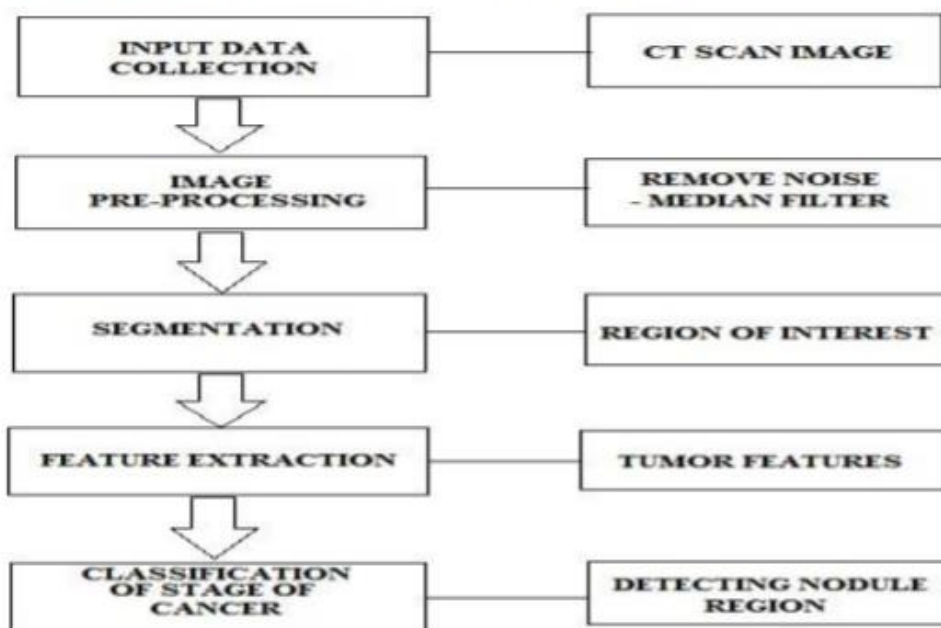 INPUT DATA
COLLECTION
CT SCAN IMAGE
IMAGE
PRE-PROCESSING
REMOVE NOISE
- MEDIAN FILTER
SEGMENTATION
REGION OF INTEREST
FEATURE EXTRACTION
TUMOR FEATURES
CLASSIFICATION
OF STAGE OF
CANCER
DETECTING NODULE
REGION